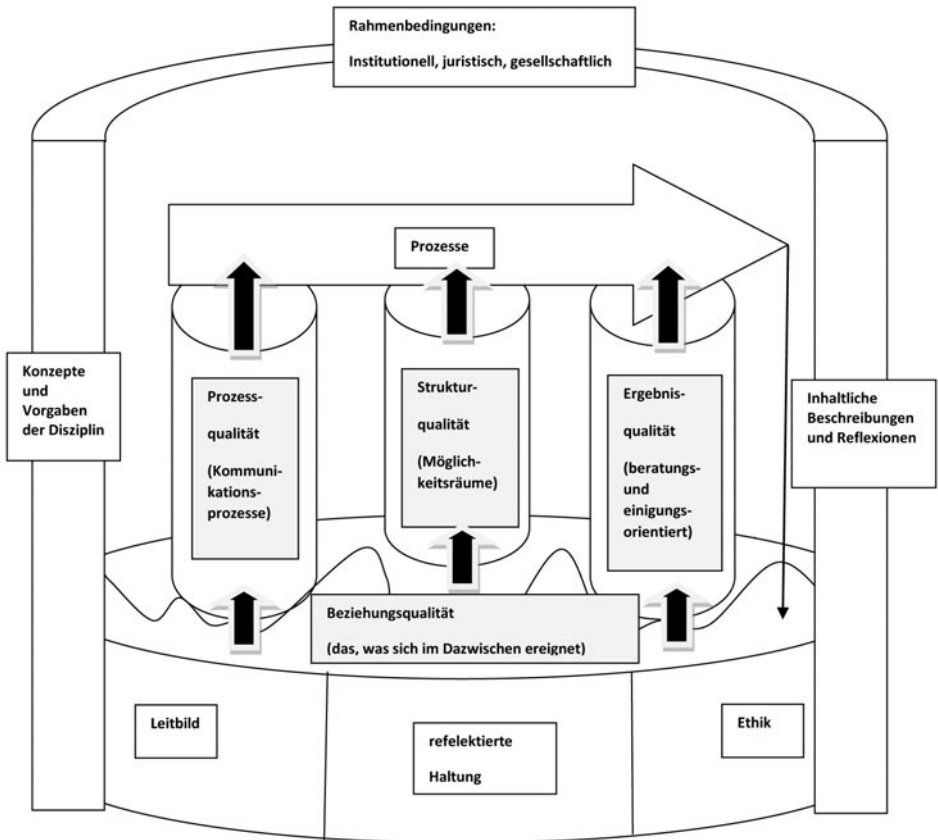 Rahmenbedingungen:
Institutionell, juristisch, gesellschaftlich
Prozesse
Konzepte
und
Vorgaben
der Disziplin
Prozess-
qualität
(Kommuni-
kations-
prozesse)
Struktur-
qualität
(Möglich-
keitsräume)
Ergebnis-
qualität
(beratungs-
und
einigungs-
orientiert)
Inhaltliche
Beschreibungen
und Reflexionen
Beziehungsqualität
(das, was sich im Dazwischen ereignet)
Leitbild
refelektierte
Haltung
Ethik